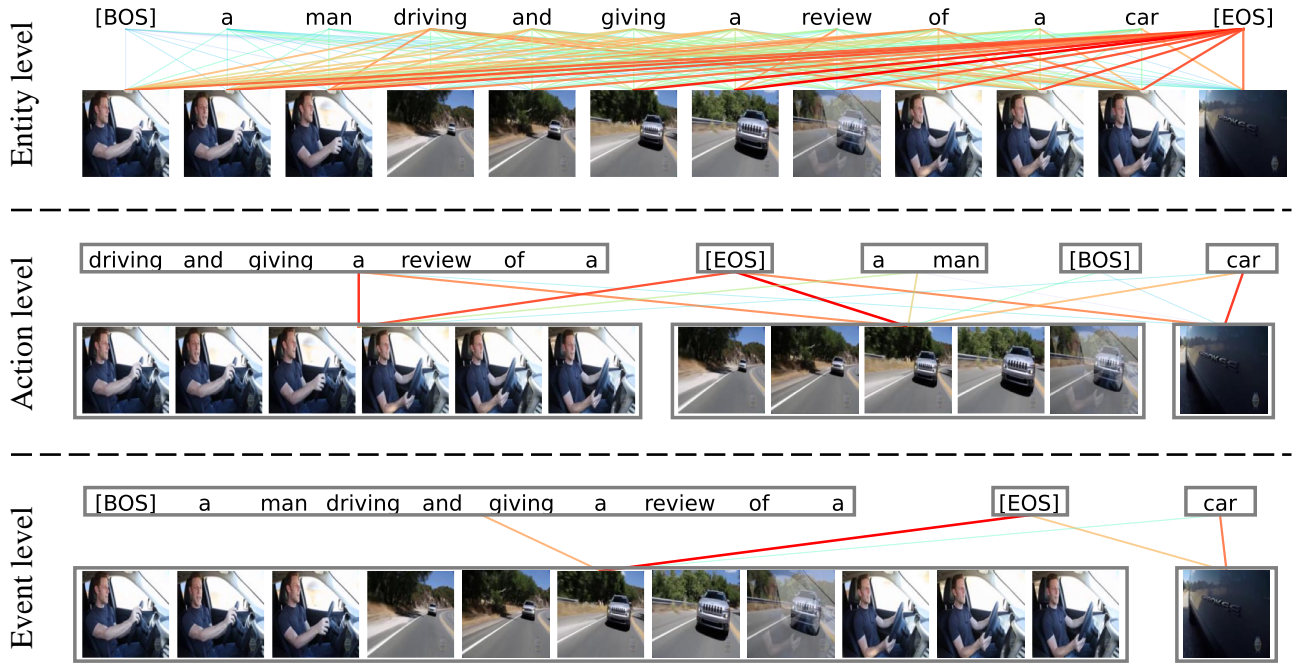 Entity level
[BOS] a man driving and giving a review of a car [EOS]
Action level
driving and giving a review of a [EOS] a man [BOS] car
Event level
[BOS] a man driving and giving a review of a [EOS] car